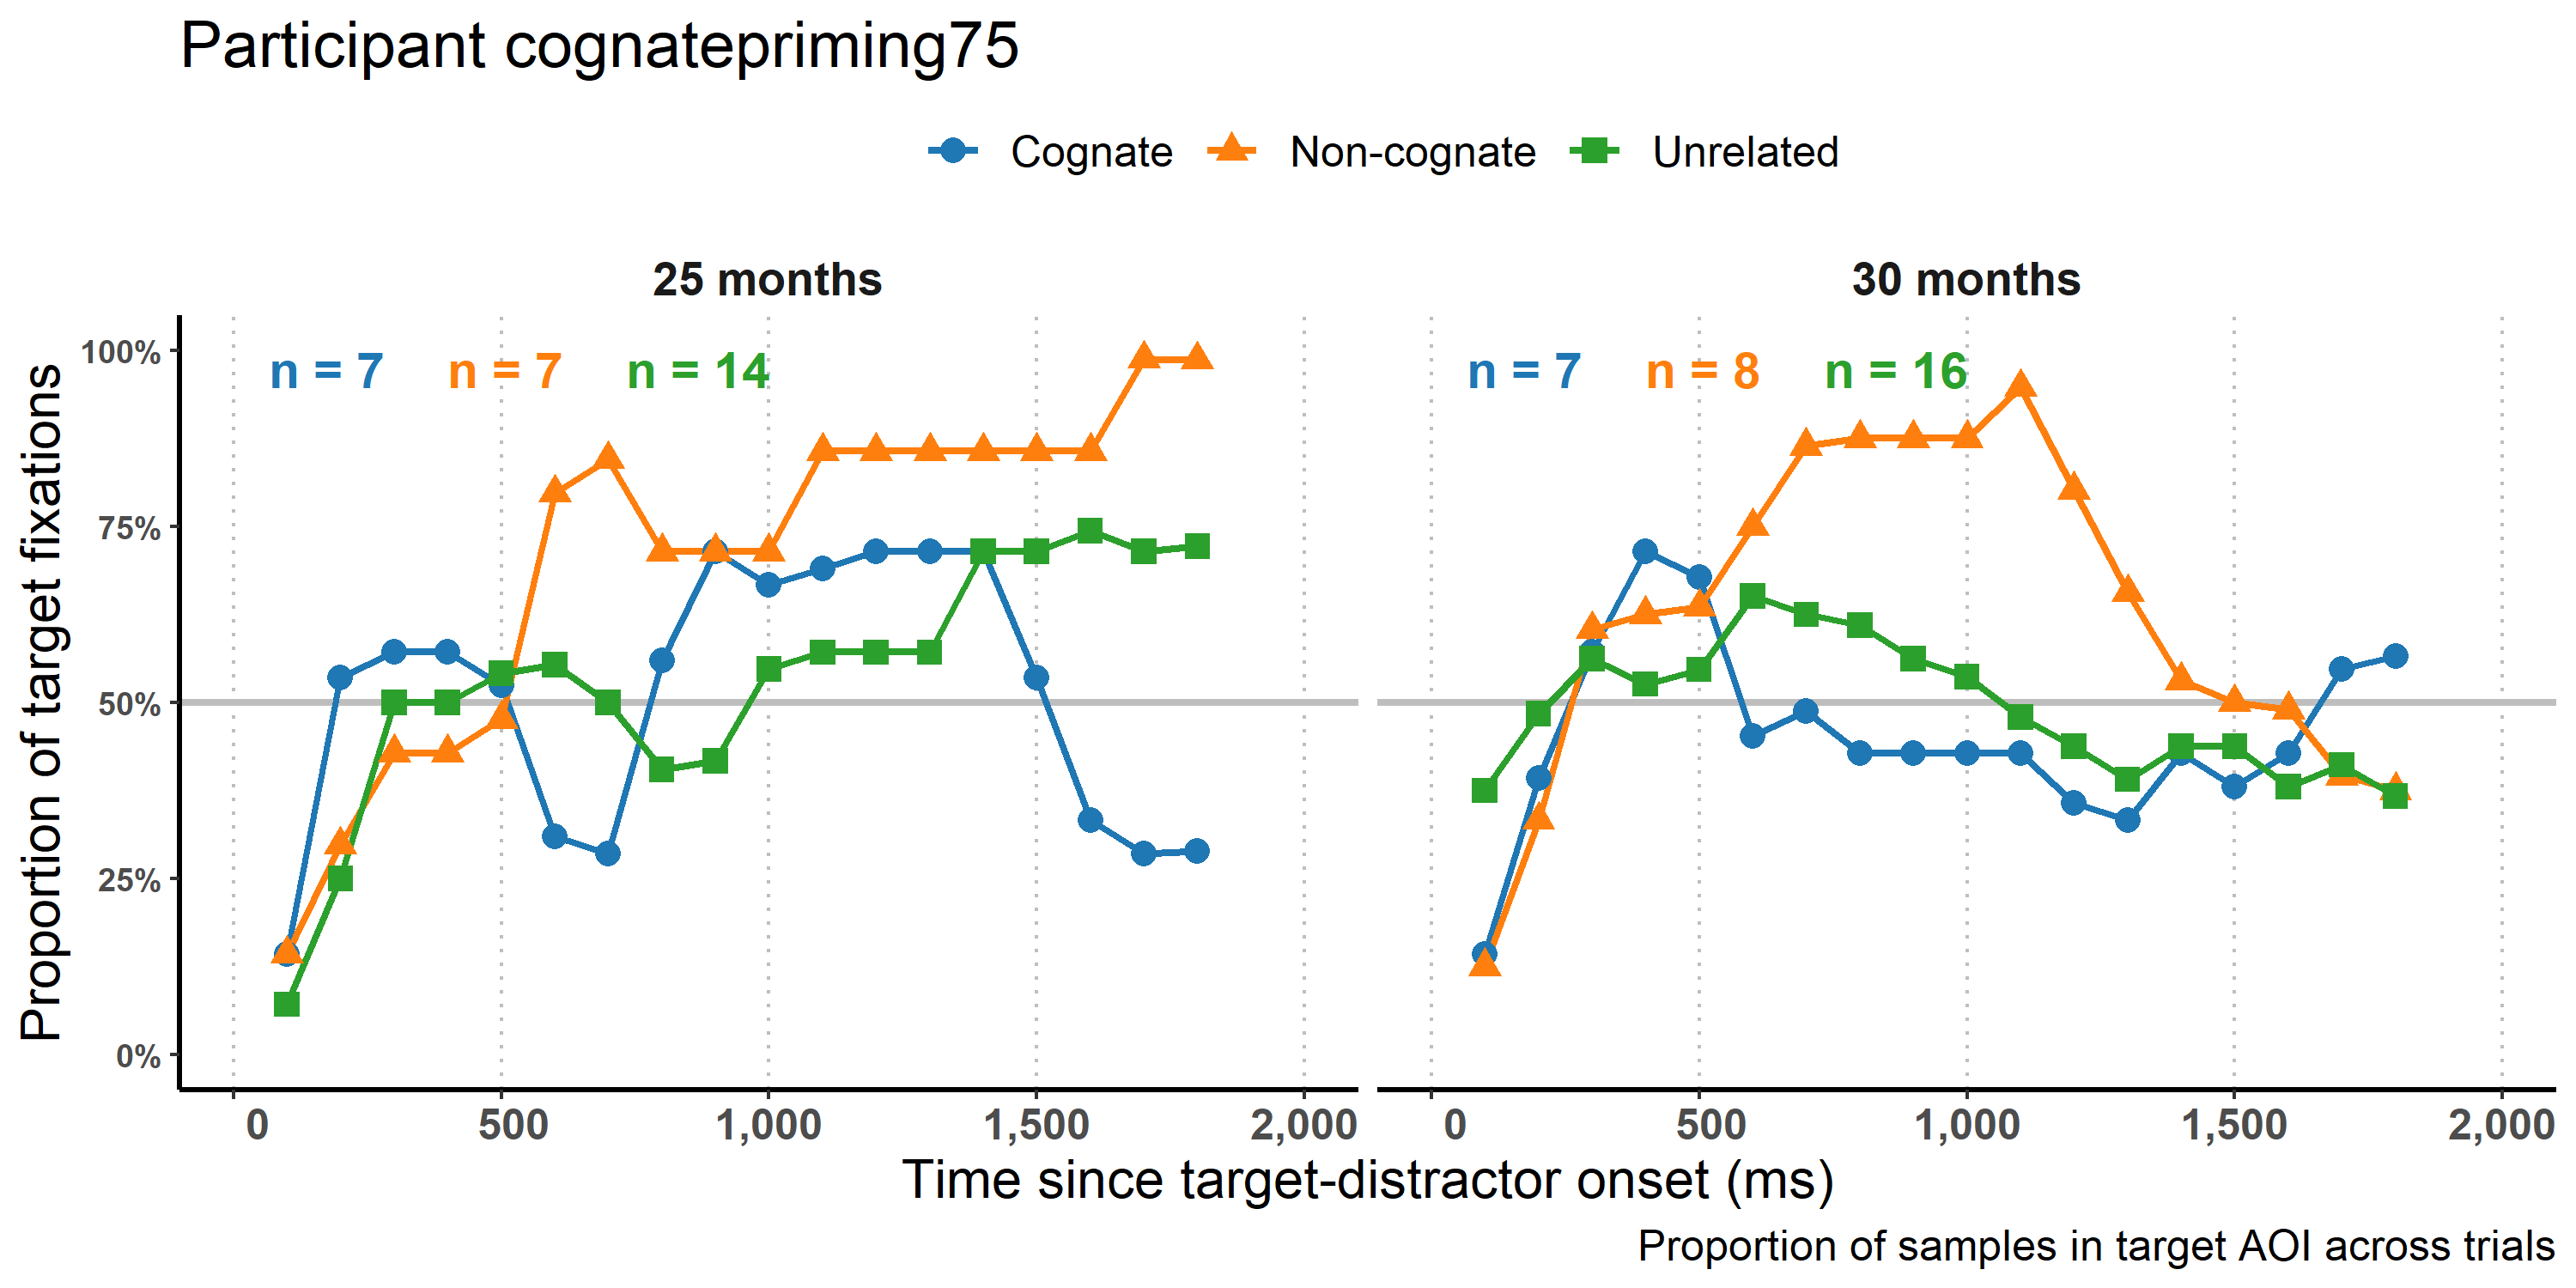 Participant cognatepriming75
Cognate Non-cognate Unrelated
25 months
30 months
Proportion of target fixations
100%
75%
50%
25%
0%
n = 7 n = 7 n = 14
n = 7 n = 8 n = 16
0 500 1,000 1,500 2,000
0 500 1,000 1,500 2,000
Time since target-distractor onset (ms)
Proportion of samples in target AOI across trials